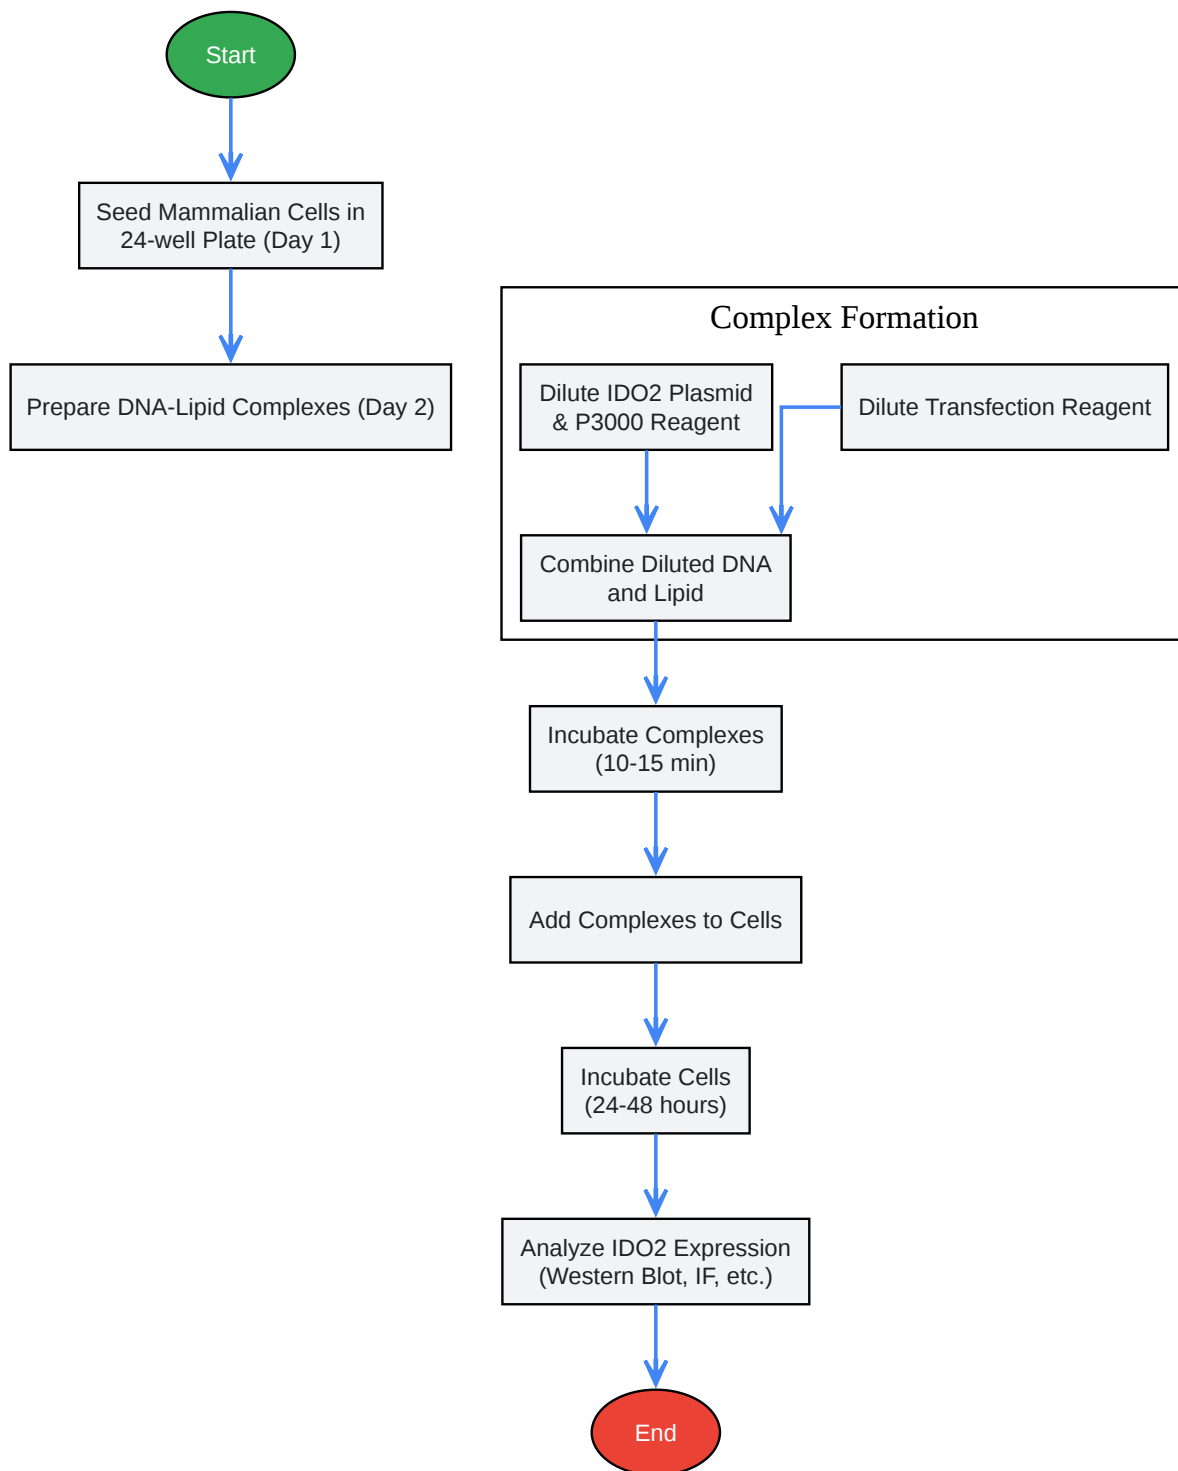 Start
Seed Mammalian Cells in
24-well Plate (Day 1)
Prepare DNA-Lipid Complexes (Day 2)
Complex Formation
Dilute IDO2 Plasmid
& P3000 Reagent
Dilute Transfection Reagent
Combine Diluted DNA
and Lipid
Incubate Complexes
(10-15 min)
Add Complexes to Cells
Incubate Cells
(24-48 hours)
Analyze IDO2 Expression
(Western Blot, IF, etc.)
End